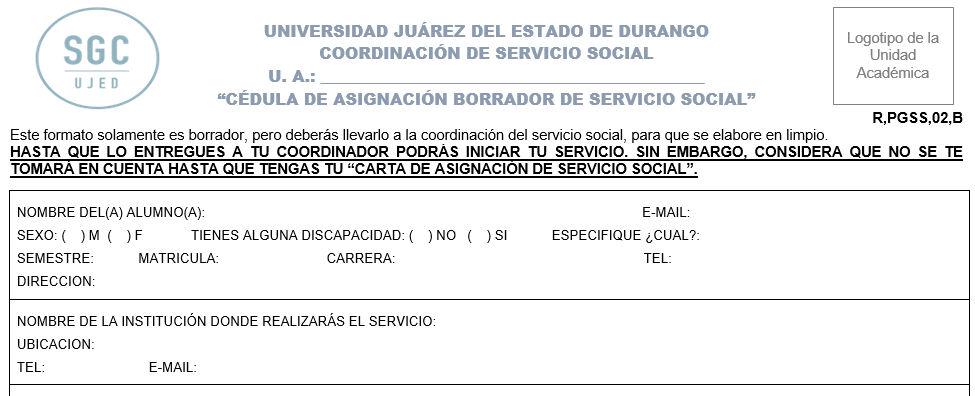 SGC
UJED
UNIVERSIDAD JUÁREZ DEL ESTADO DE DURANGO
COORDINACIÓN DE SERVICIO SOCIAL
U. A.: ________________________________________
“CÉDULA DE ASIGNACIÓN BORRADOR DE SERVICIO SOCIAL”
Logotipo de la
Unidad
Académica
R,PGSS,02,B
Este formato solamente es borrador, pero deberás llevarlo a la coordinación del servicio social, para que se elabore en limpio.
HASTA QUE LO ENTREGUES A TU COORDINADOR PODRÁS INICIAR TU SERVICIO. SIN EMBARGO, CONSIDERA QUE NO SE TE
TOMARÁ EN CUENTA HASTA QUE TENGAS TU “CARTA DE ASIGNACIÓN DE SERVICIO SOCIAL”.
NOMBRE DEL(A) ALUMNO(A): E-MAIL:
SEXO: ( ) M ( ) F TIENES ALGUNA DISCAPACIDAD: ( ) NO ( ) SI ESPECIFIQUE ¿CUAL?:
SEMESTRE: MATRICULA: CARRERA: TEL:
DIRECCION:
NOMBRE DE LA INSTITUCIÓN DONDE REALIZARÁS EL SERVICIO:
UBICACION:
TEL: E-MAIL: